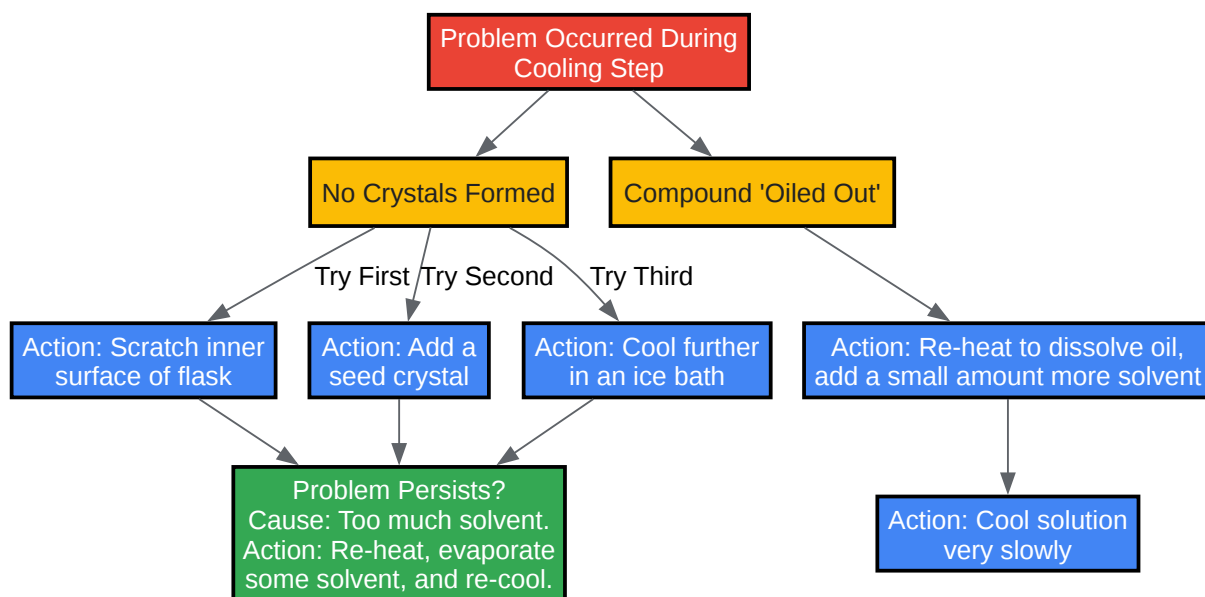 Problem Occurred During
Cooling Step
No Crystals Formed
Compound 'Oiled Out'
Try First
Try Second
Try Third
Action: Scratch inner
surface of flask
Action: Add a
seed crystal
Action: Cool further
in an ice bath
Action: Re-heat to dissolve oil,
add a small amount more solvent
Problem Persists?
Cause: Too much solvent.
Action: Re-heat, evaporate
some solvent, and re-cool.
Action: Cool solution
very slowly